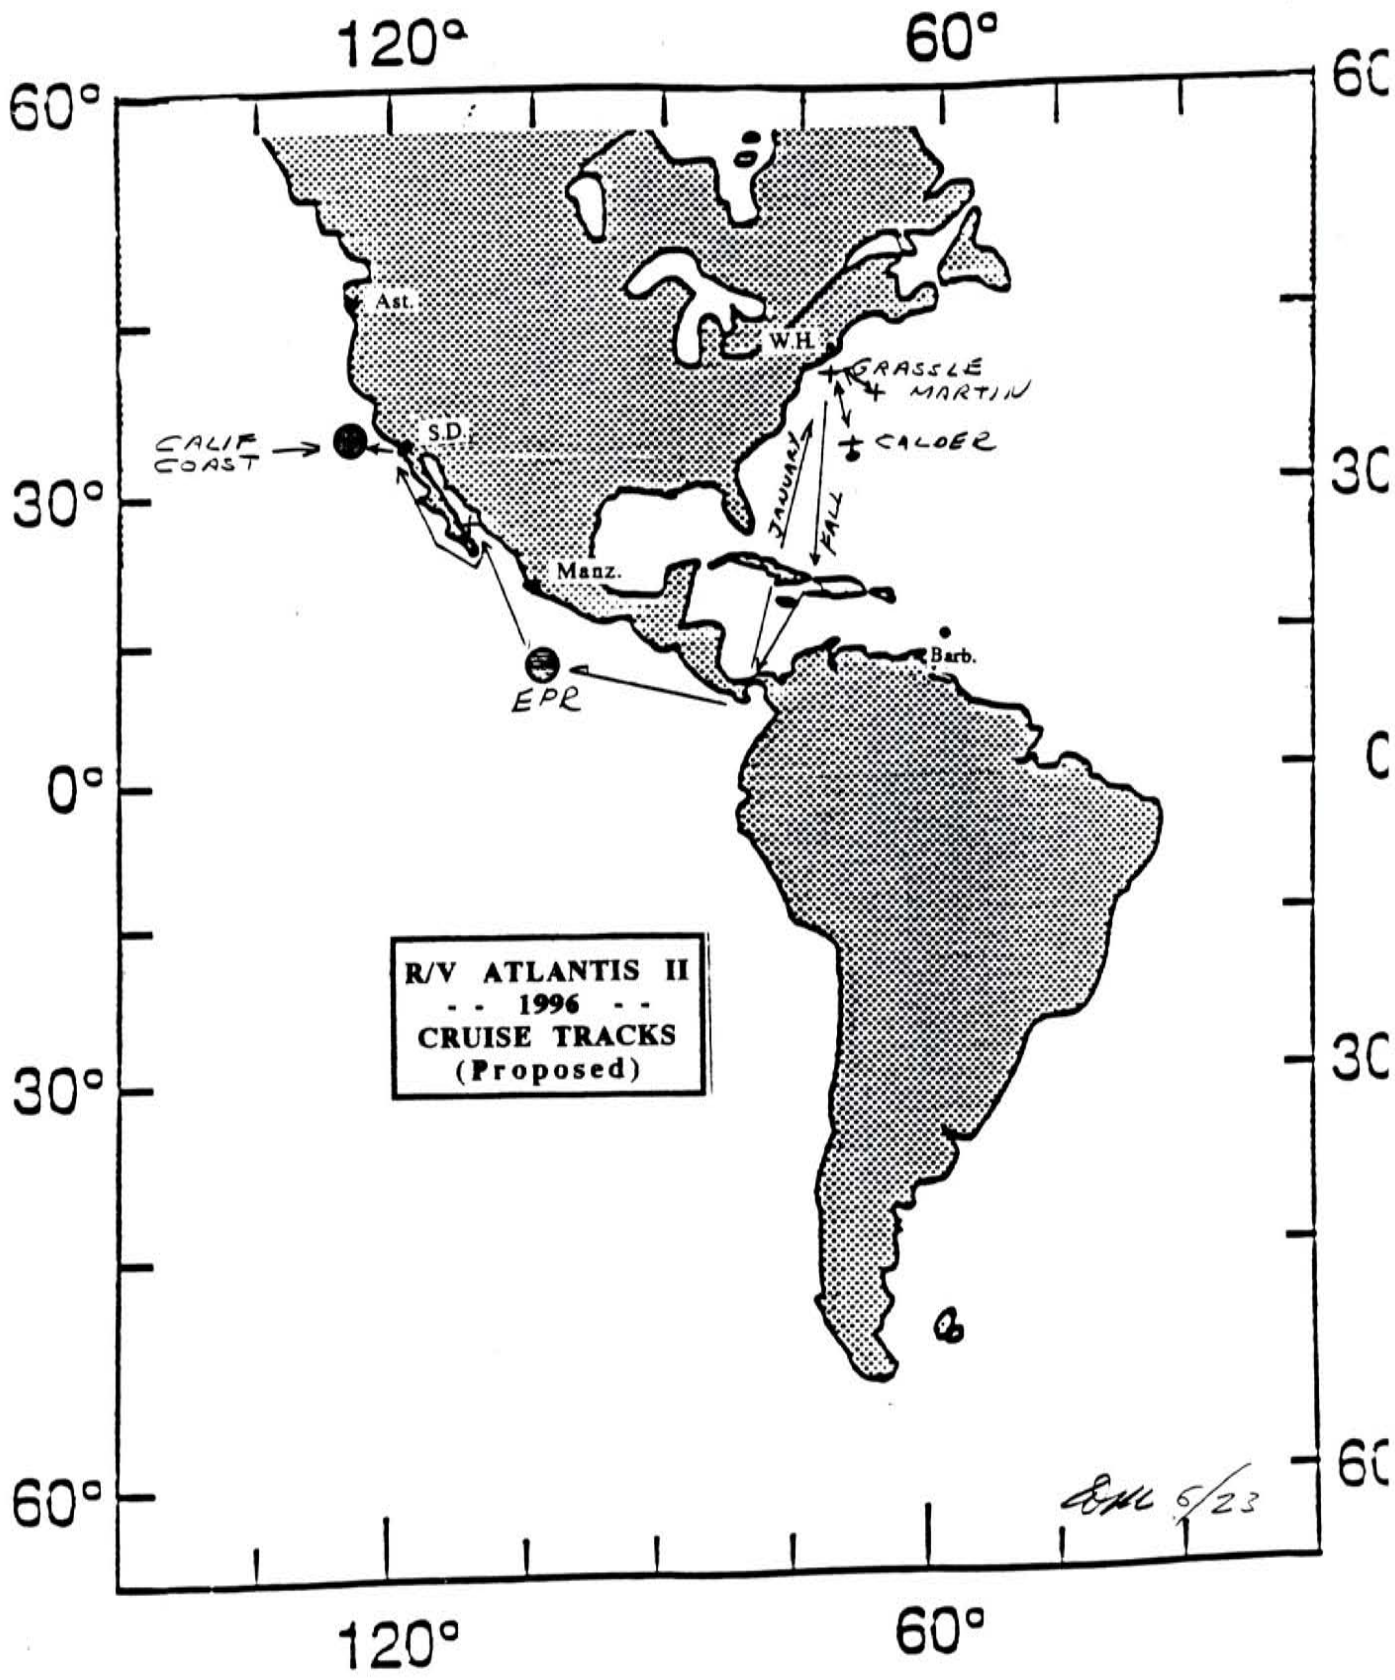 120° 60°
60° 60
Ast.
W.H.
GRASSLE
MARTIN
CALIF
COAST
S.D.
CALDER
JANUARY
FALL
30° 30
Manz.
Barb.
EPR
0° 0
R/V ATLANTIS II
- - 1996 - -
CRUISE TRACKS
(Proposed)
30° 30
60° 60
6/23
120° 60°